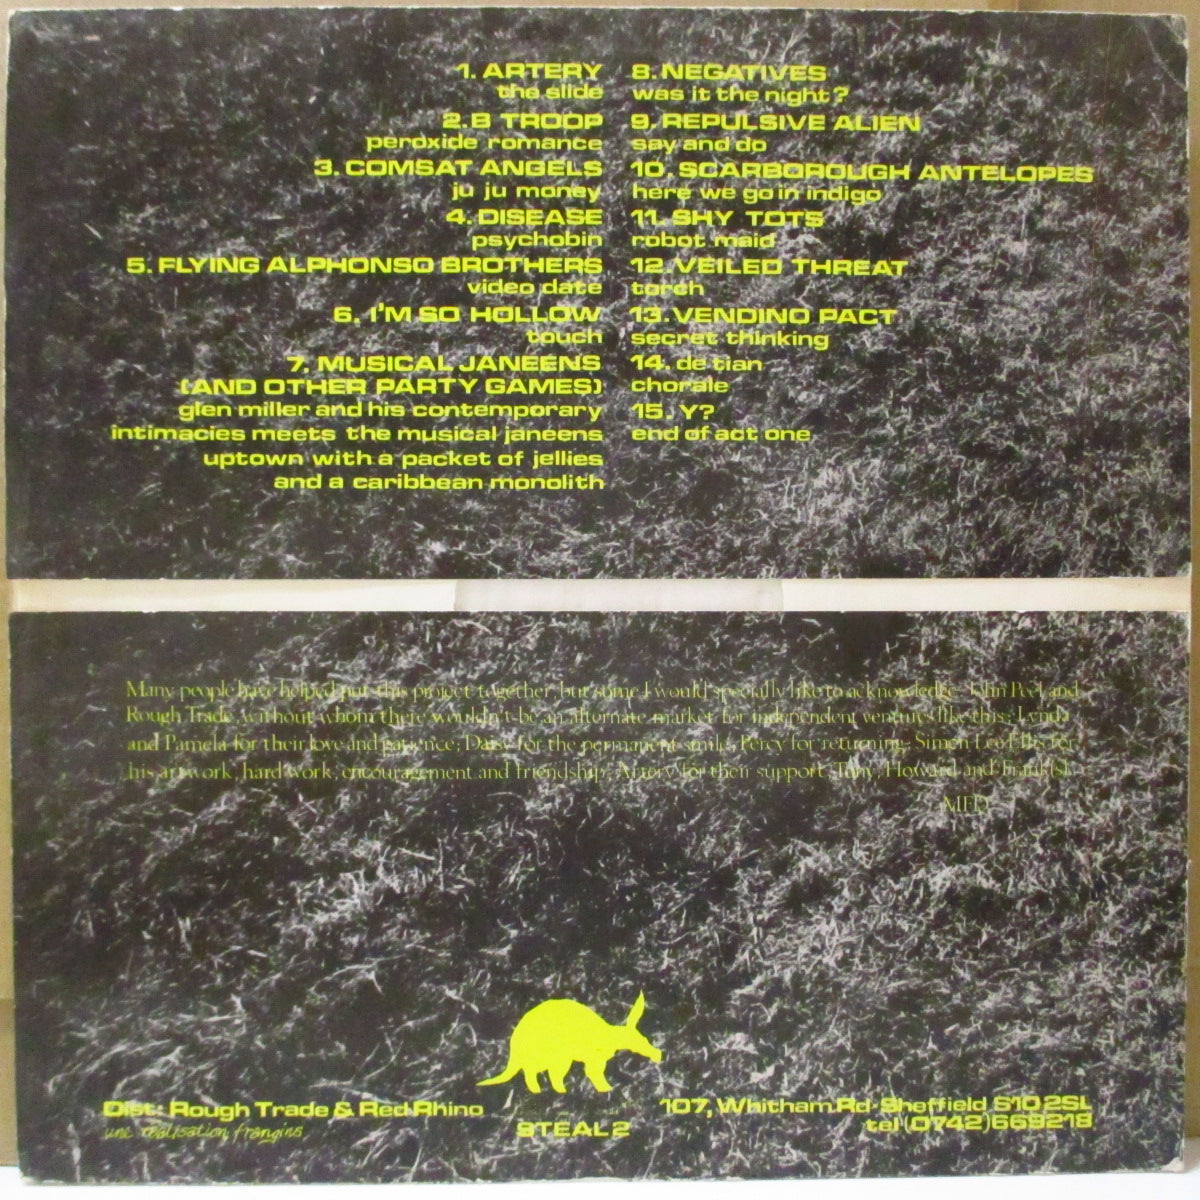 1. ARTERY
the slide
2. B TROOP
peroxide romance
3. COMSAT ANGELS
ju ju money
4. DISEASE
psychobin
5. FLYING ALPHONSO BROTHERS
video date
6. I'M SO HOLLOW
touch
7. MUSICAL JANEENS
(AND OTHER PARTY GAMES)
glen miller and his contemporary
intimacies meets the musical janeens
uptown with a packet of jellies
and a caribbean monolith
8. NEGATIVES
was it the night?
9. REPULSIVE ALIEN
say and do
10. SCARBOROUGH ANTELOPES
here we go in indigo
11. SHY TOTS
robot maid
12. VEILED THREAT
torch
13. VENDINO PACT
secret thinking
14. de tian
chorale
15. Y?
end of act one
Many people have helped put this project together, but some I would specially like to acknowledge: John Peel and
Rough Trade, without whom there wouldn't be an alternate market for independent ventures like this; Lynda
and Pamela for their love and patience; Daisy for the permanent smile, Percy for returning; Simon Lee Ellis for
his artwork, hard work, encouragement and friendship; Artery for their support, Tony, Howard and Frank(s).
Dist: Rough Trade & Red Rhino
une realisation frangins
STEAL 2
107, Whitham Rd-Sheffield S10 2SL
tel (0742) 669218